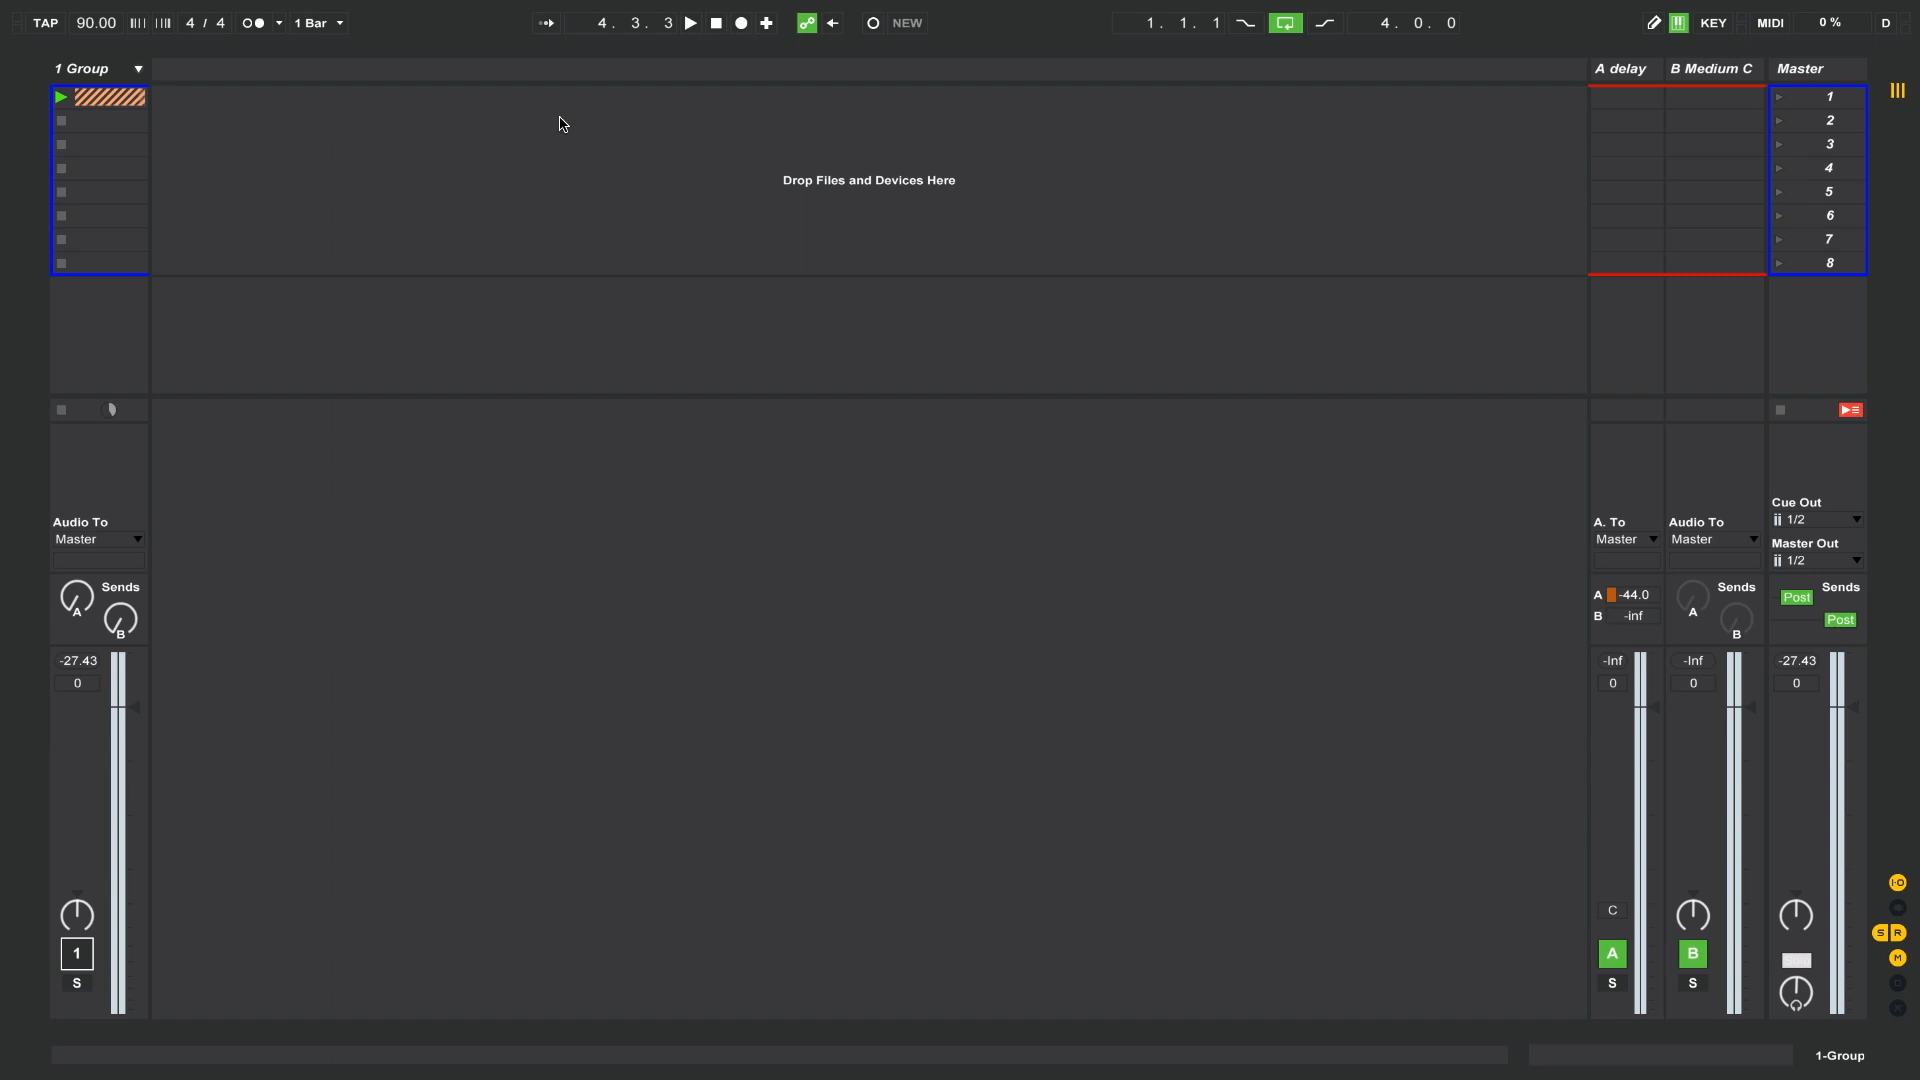 TAP 90.00 4 / 4 1 Bar 4. 3. 3 NEW 1. 1. 1 4. 0. 0 KEY MIDI 0 % D
1 Group A delay B Medium C Master
1
2
Drop Files and Devices Here
3
4
5
6
7
8
Cue Out
1/2
Audio To A. To Audio To
Master Master Master
Master Out
1/2
Sends Sends Sends
A B A -44.0 A B Post
B -inf Post
-27.43 -Inf -Inf -27.43
0 0 0 0
I·O
C
S R
1 A B
M
S S S
1-Group